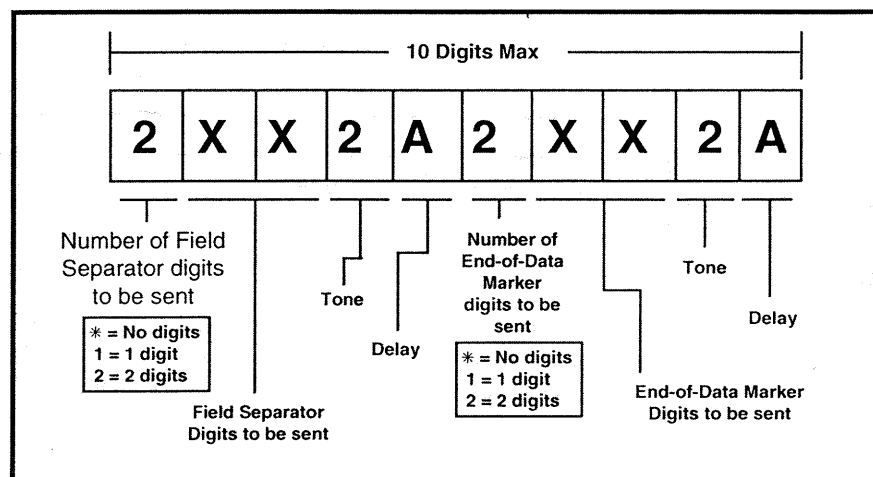 10 Digits Max
2 X X 2 A 2 X X 2 A
Number of Field
Separator digits
to be sent
* = No digits
1 = 1 digit
2 = 2 digits
Field Separator
Digits to be sent
Tone
Delay
Number of
End-of-Data
Marker
digits to be
sent
* = No digits
1 = 1 digit
2 = 2 digits
End-of-Data Marker
Digits to be sent
Tone
Delay